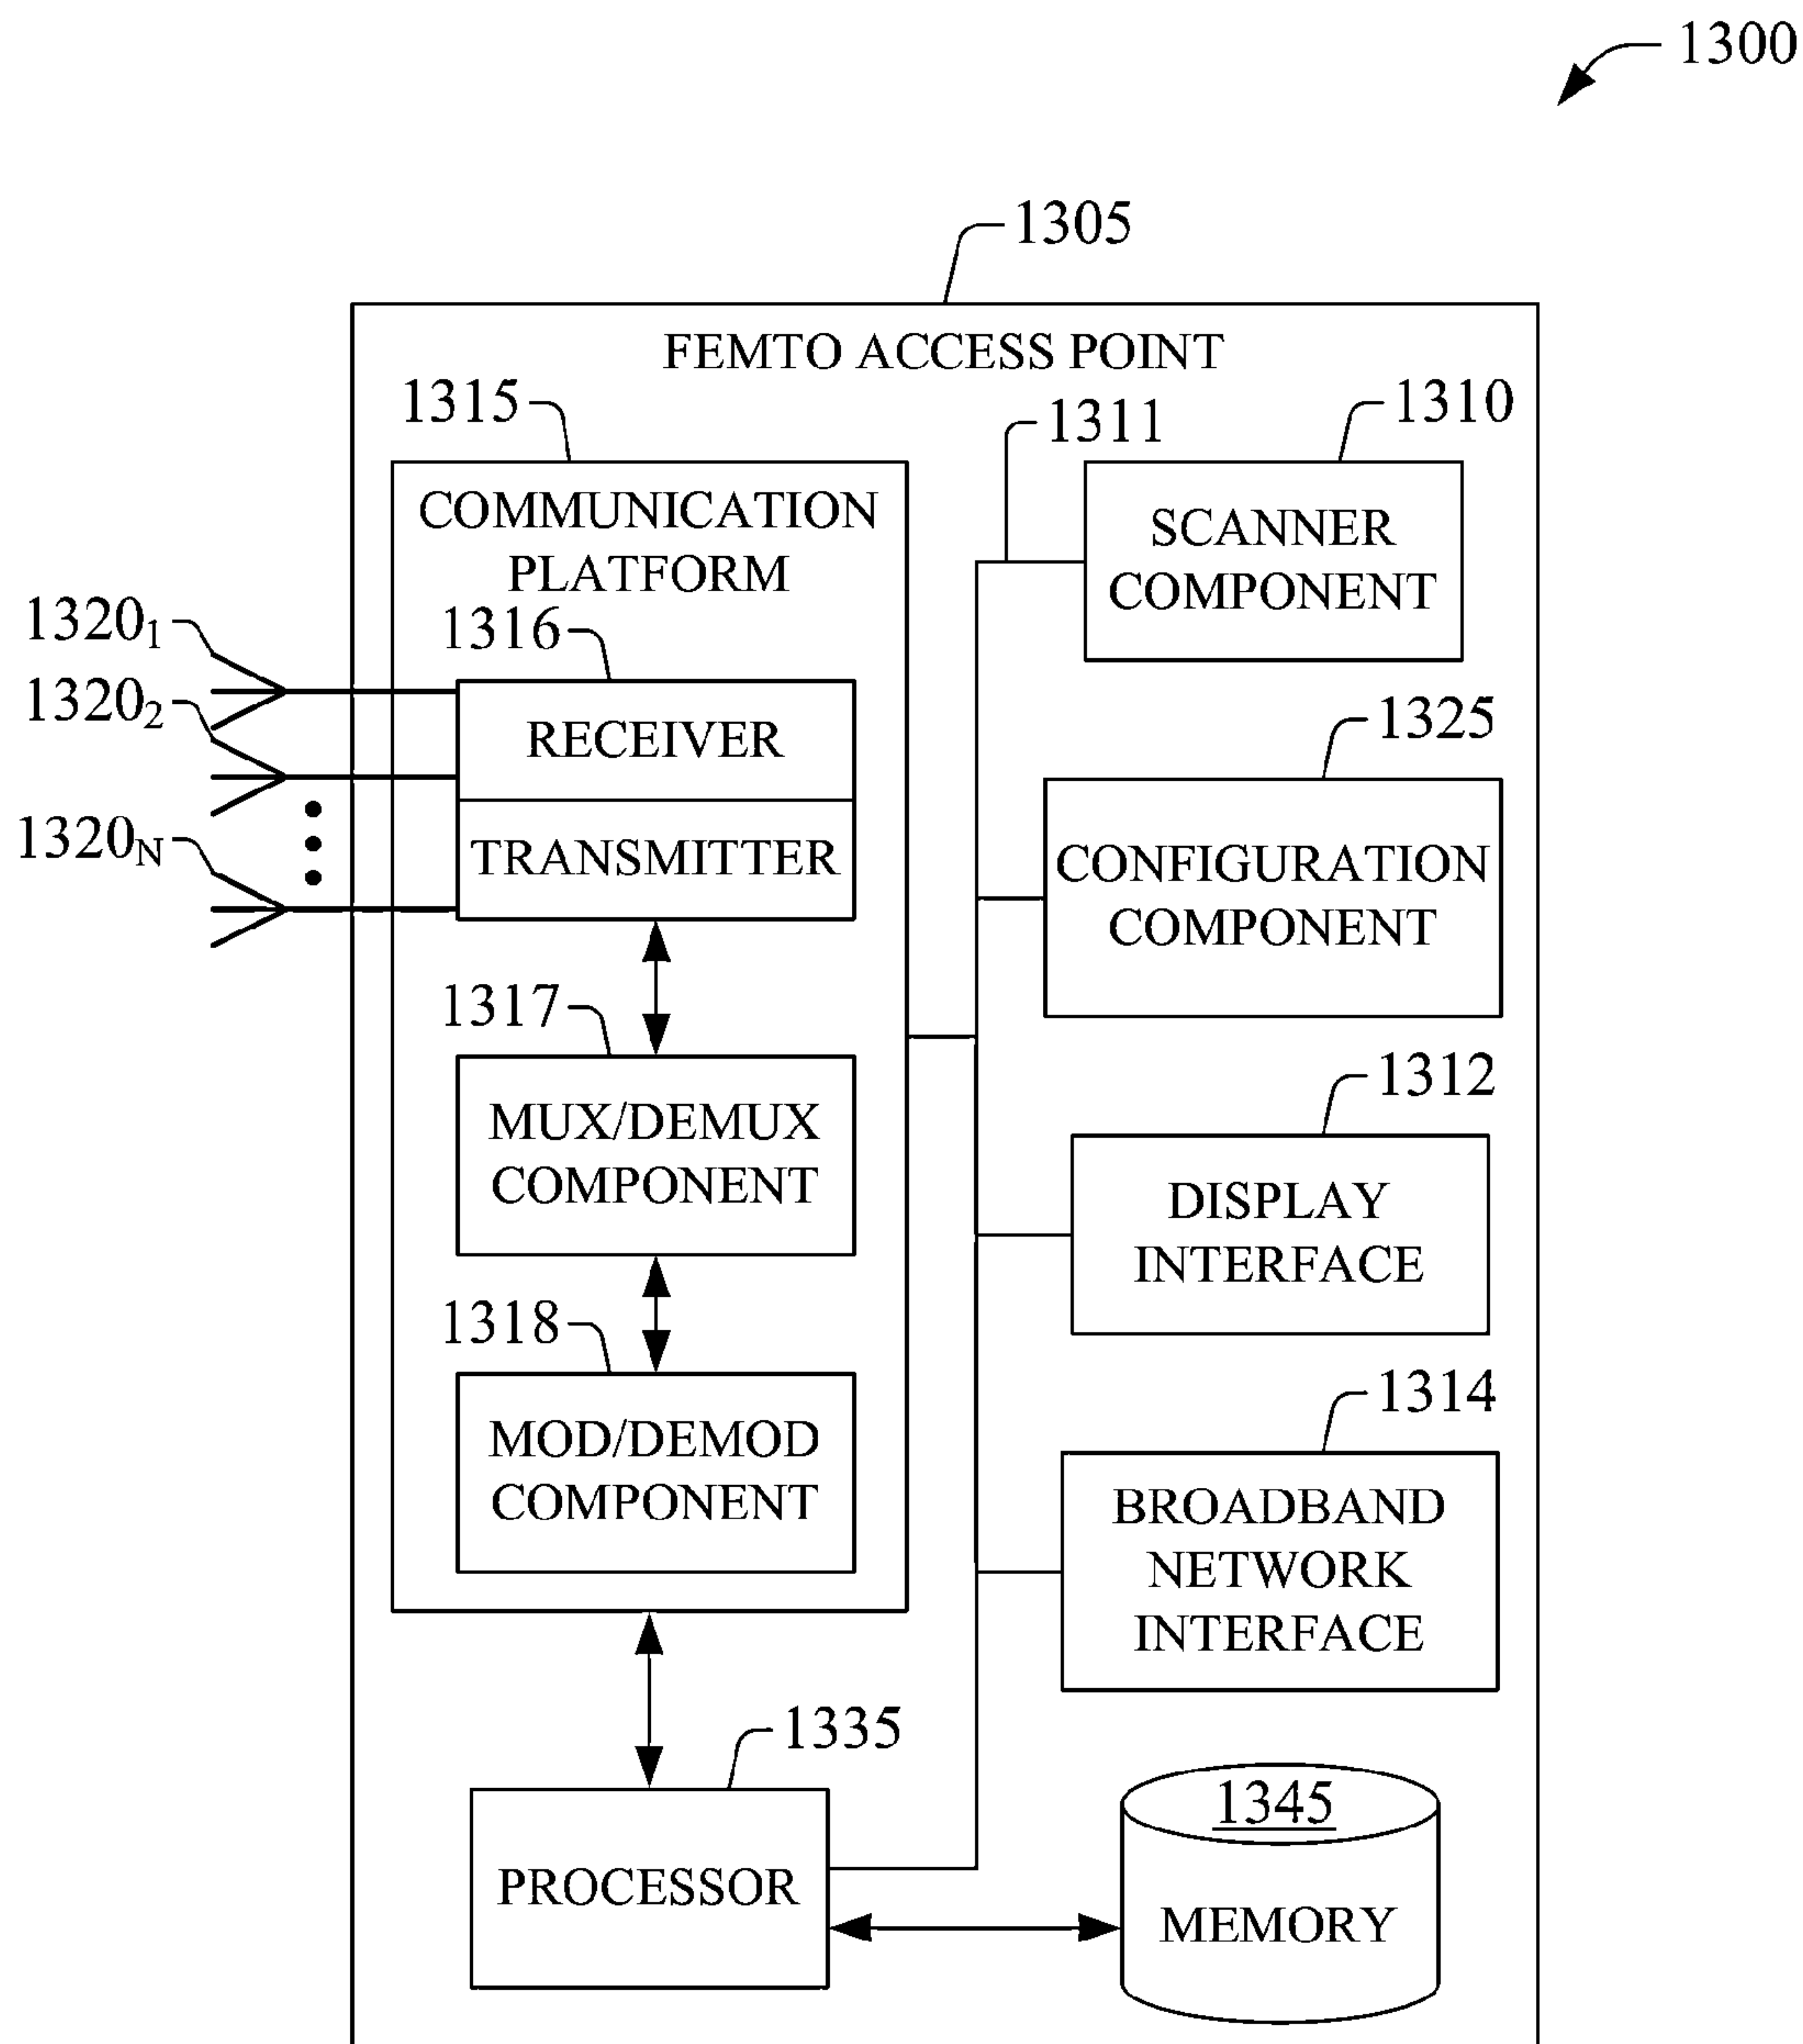 1300
1305
FEMTO ACCESS POINT
1315
1311
1310
COMMUNICATION
PLATFORM
SCANNER
COMPONENT
1320₁
1316
1320₂
RECEIVER
1325
1320N
TRANSMITTER
CONFIGURATION
COMPONENT
1317
1312
MUX/DEMUX
COMPONENT
DISPLAY
INTERFACE
1318
1314
MOD/DEMOD
COMPONENT
BROADBAND
NETWORK
INTERFACE
1335
1345
PROCESSOR
MEMORY